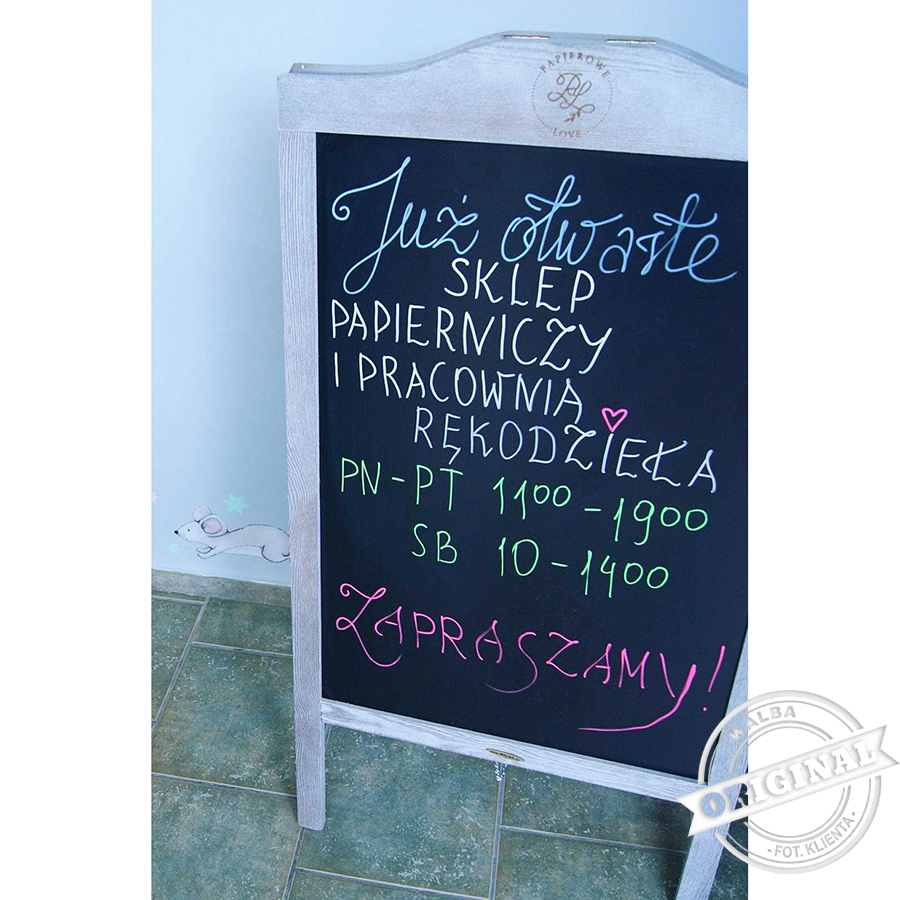 PAPIEROWE
PL
LOVE
Już otwarte
SKLEP
PAPIERNICZY
I PRACOWNIA
RĘKODZIEŁA
PN - PT 1100 - 1900
SB 10 - 1400
ZAPRASZAMY!
WALBA
ORIGINAL
- FOT. KLIENTA -